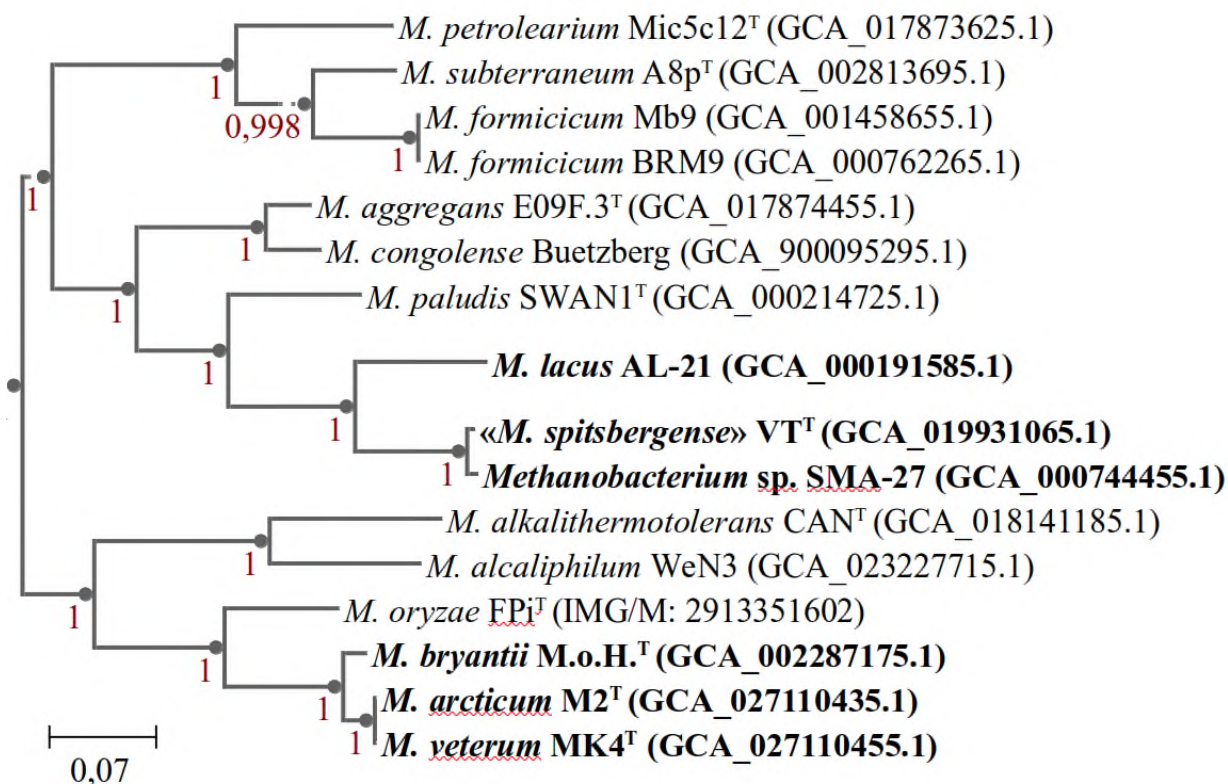 M. petrolearium Mic5c12ᵀ (GCA_017873625.1)
1
M. subterraneum A8pᵀ (GCA_002813695.1)
0,998
M. formicicum Mb9 (GCA_001458655.1)
1
M. formicicum BRM9 (GCA_000762265.1)
1
M. aggregans E09F.3ᵀ (GCA_017874455.1)
1
M. congolense Buetzberg (GCA_900095295.1)
1
M. paludis SWAN1ᵀ (GCA_000214725.1)
1
M. lacus AL-21 (GCA_000191585.1)
1
«M. spitsbergense» VTᵀ (GCA_019931065.1)
1
Methanobacterium sp. SMA-27 (GCA_000744455.1)
M. alkalithermotolerans CANᵀ (GCA_018141185.1)
1
M. alcaliphilum WeN3 (GCA_023227715.1)
1
M. oryzae FPiᵀ (IMG/M: 2913351602)
1
M. bryantii M.o.H.ᵀ (GCA_002287175.1)
1
M. arcticum M2ᵀ (GCA_027110435.1)
1
M. veterum MK4ᵀ (GCA_027110455.1)
0,07